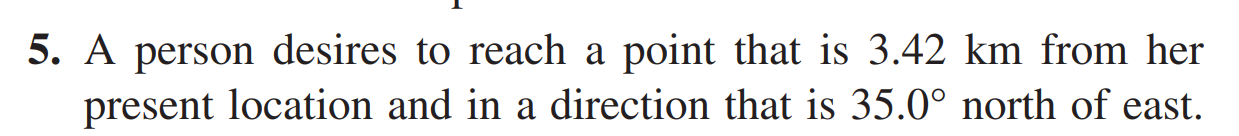 5. A person desires to reach a point that is 3.42 km from her
present location and in a direction that is 35.0° north of east.